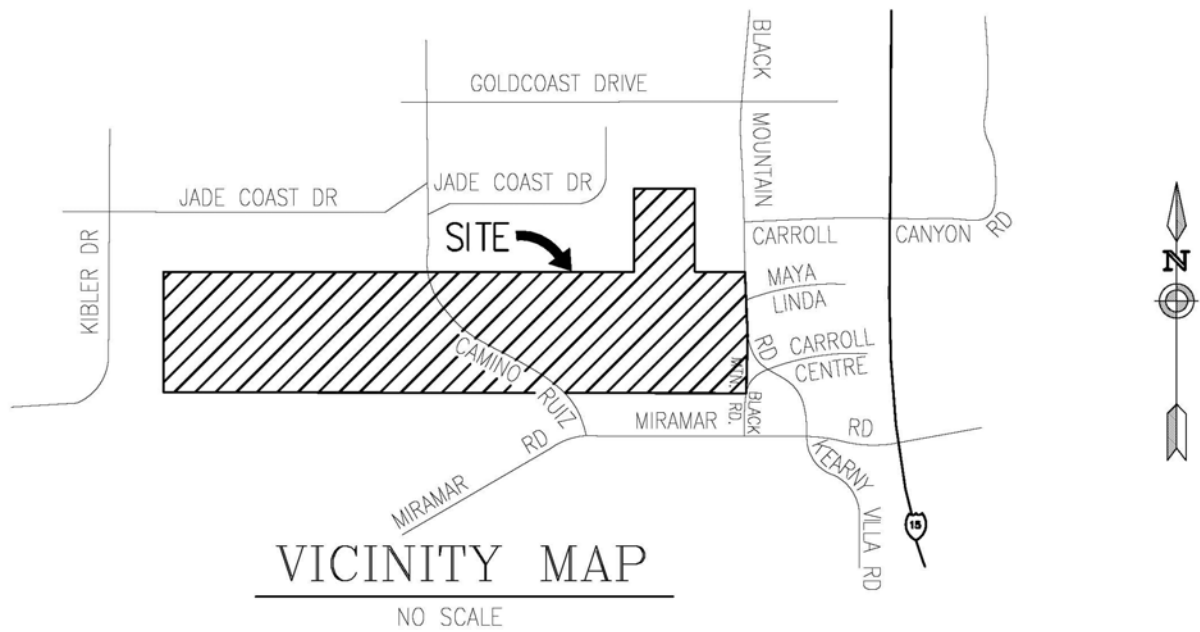 BLACK
MOUNTAIN
RD
GOLDCOAST DRIVE
JADE COAST DR
JADE COAST DR
KIBLER DR
SITE
CARROLL CANYON RD
MAYA
LINDA
CARROLL
CENTRE
CAMINO
RUIZ
BLACK
MTN. RD.
MIRAMAR RD
MIRAMAR RD
KEARNY VILLA RD
15
N
VICINITY MAP
NO SCALE